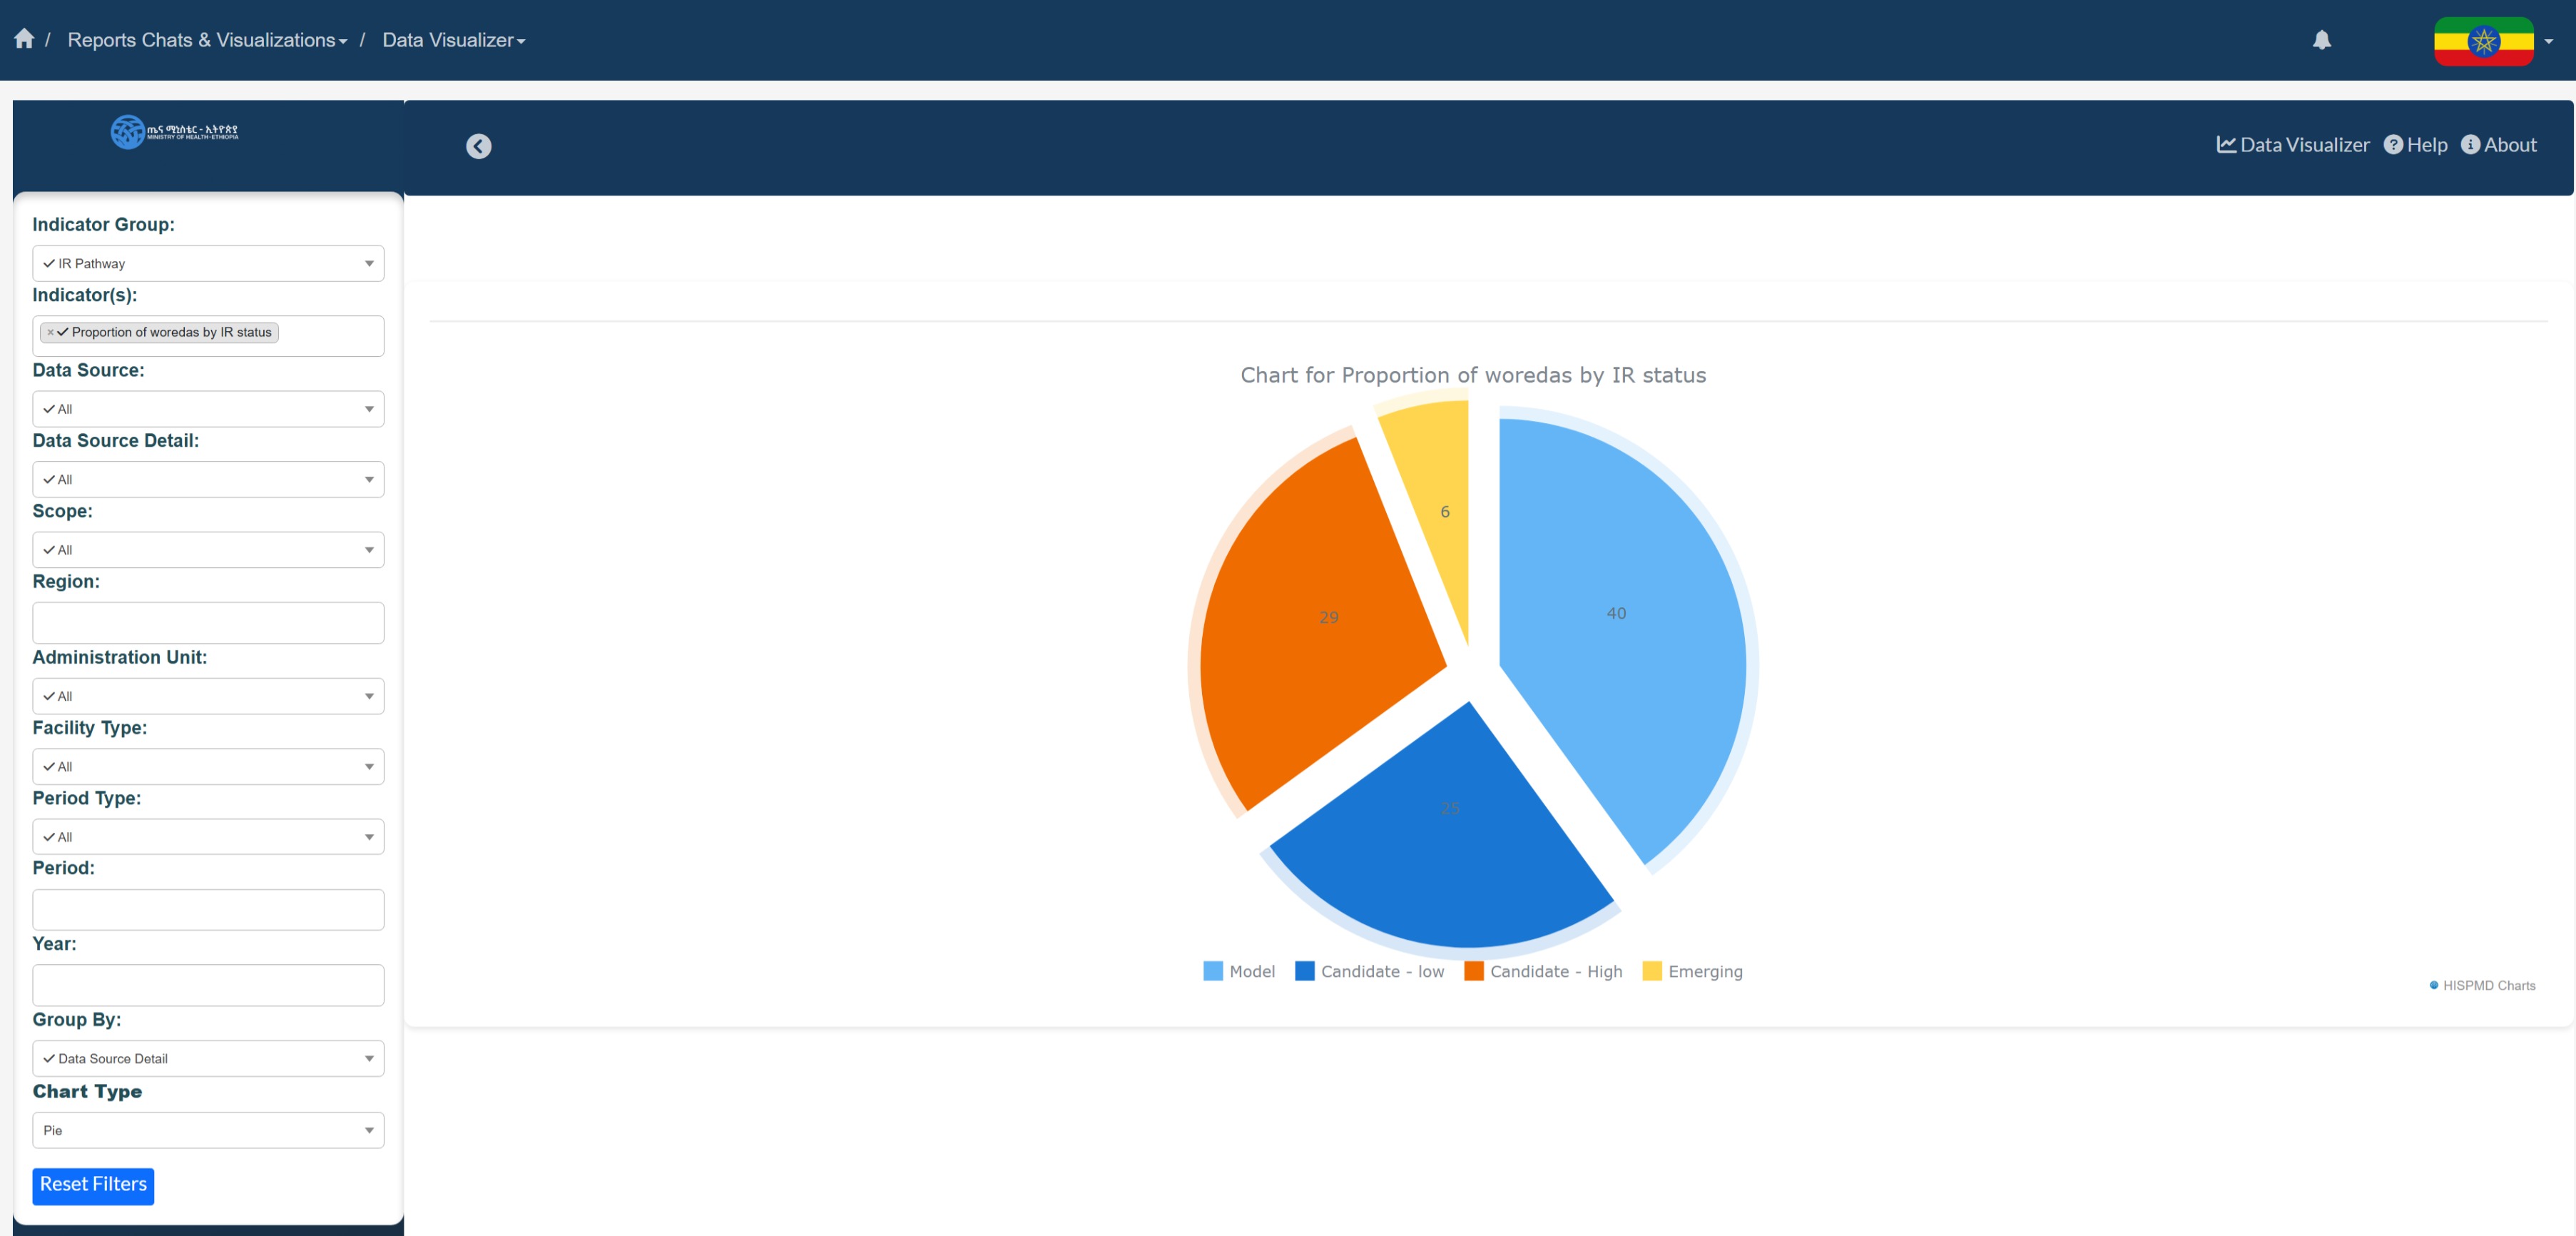 / Reports Chats & Visualizations / Data Visualizer
ጤና ሚኒስቴር - ኢትዮጵያ
MINISTRY OF HEALTH-ETHIOPIA
Data Visualizer Help About
Indicator Group:
IR Pathway
Indicator(s):
× Proportion of woredas by IR status
Data Source:
All
Data Source Detail:
All
Scope:
All
Region:
Administration Unit:
All
Facility Type:
All
Period Type:
All
Period:
Year:
Group By:
Data Source Detail
Chart Type
Pie
Reset Filters
Chart for Proportion of woredas by IR status
6
40
29
25
Model Candidate - low Candidate - High Emerging
HISPMD Charts